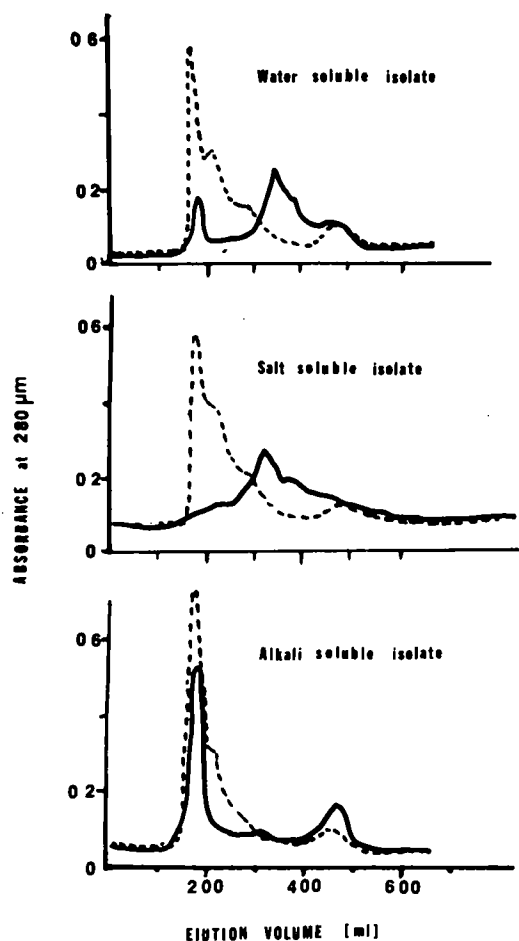 0 6
Water soluble isolate
0 2
0
0 6
Salt soluble isolate
0 2
0
ABSORBANCE at 280 µm
0 6
Alkali soluble isolate
0 2
0
200 400 600
ELUTION VOLUME [ml]